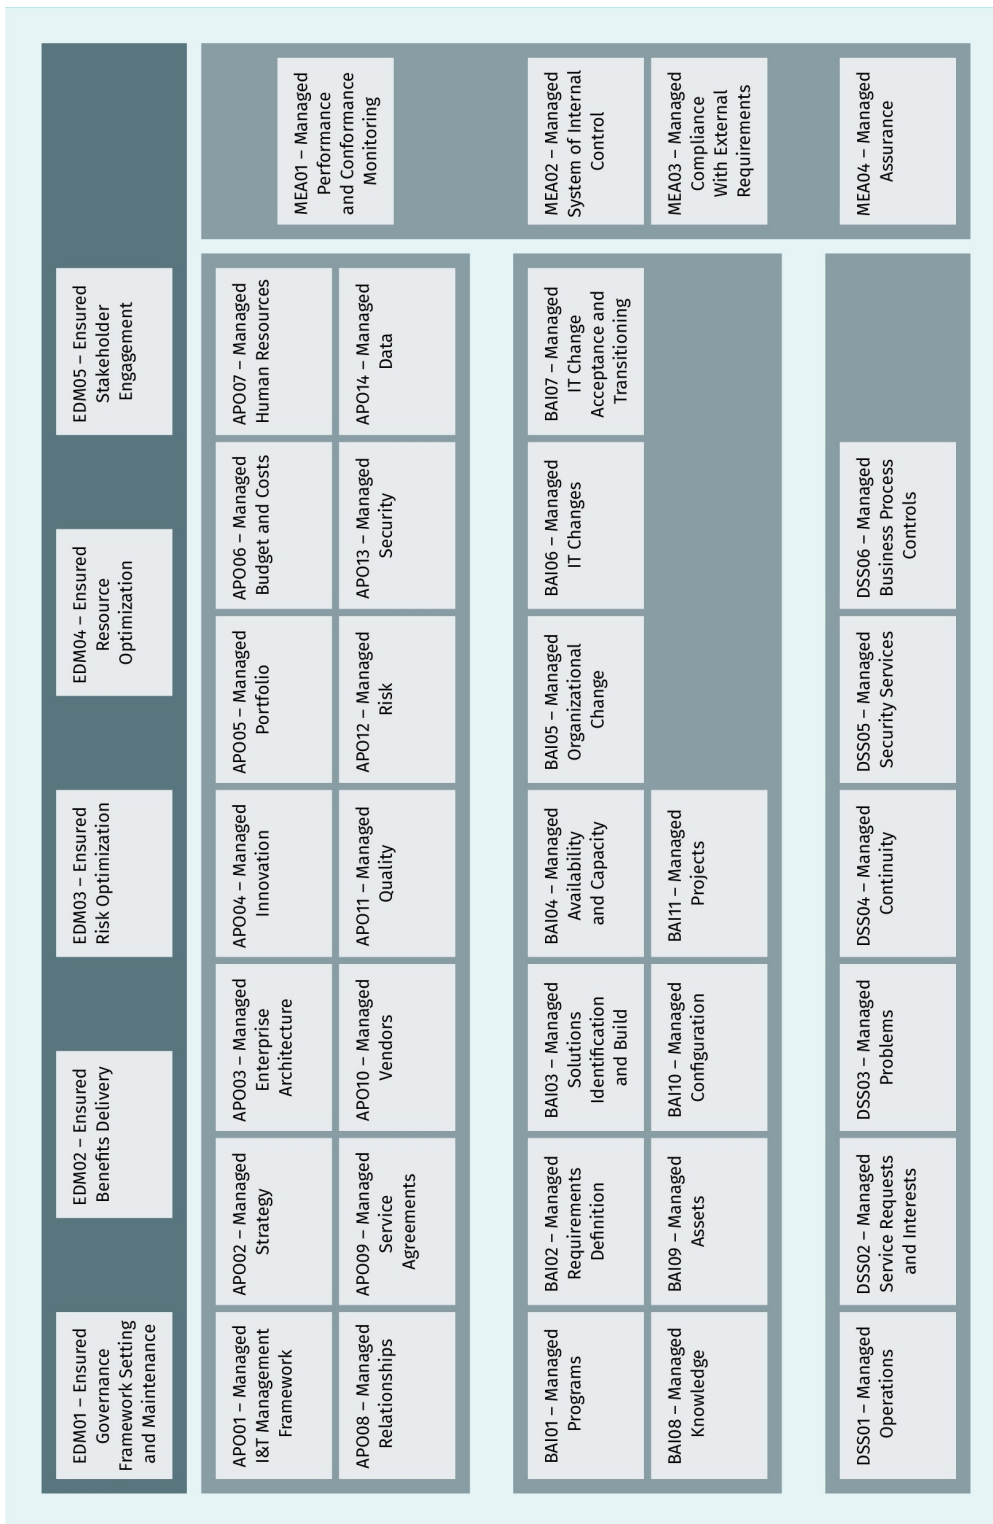 EDM01 – Ensured
Governance
Framework Setting
and Maintenance
EDM02 – Ensured
Benefits Delivery
EDM03 – Ensured
Risk Optimization
EDM04 – Ensured
Resource
Optimization
EDM05 – Ensured
Stakeholder
Engagement
APO01 – Managed
I&T Management
Framework
APO02 – Managed
Strategy
APO03 – Managed
Enterprise
Architecture
APO04 – Managed
Innovation
APO05 – Managed
Portfolio
APO06 – Managed
Budget and Costs
APO07 – Managed
Human Resources
MEA01 – Managed
Performance
and Conformance
Monitoring
APO08 – Managed
Relationships
APO09 – Managed
Service
Agreements
APO10 – Managed
Vendors
APO11 – Managed
Quality
APO12 – Managed
Risk
APO13 – Managed
Security
APO14 – Managed
Data
BAI01 – Managed
Programs
BAI02 – Managed
Requirements
Definition
BAI03 – Managed
Solutions
Identification
and Build
BAI04 – Managed
Availability
and Capacity
BAI05 – Managed
Organizational
Change
BAI06 – Managed
IT Changes
BAI07 – Managed
IT Change
Acceptance and
Transitioning
MEA02 – Managed
System of Internal
Control
BAI08 – Managed
Knowledge
BAI09 – Managed
Assets
BAI10 – Managed
Configuration
BAI11 – Managed
Projects
MEA03 – Managed
Compliance
With External
Requirements
DSS01 – Managed
Operations
DSS02 – Managed
Service Requests
and Interests
DSS03 – Managed
Problems
DSS04 – Managed
Continuity
DSS05 – Managed
Security Services
DSS06 – Managed
Business Process
Controls
MEA04 – Managed
Assurance